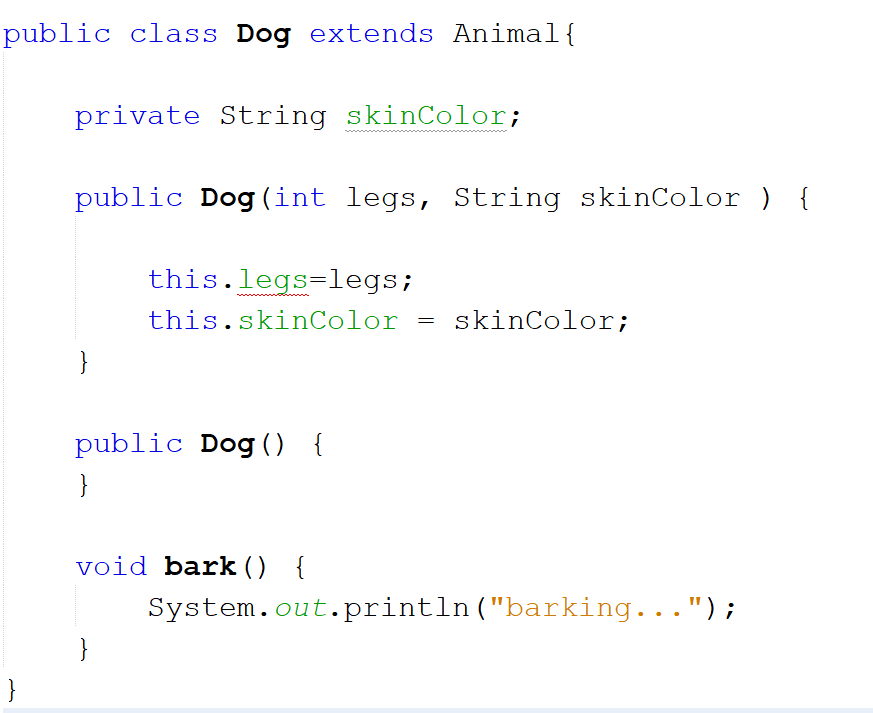 public class Dog extends Animal{
private String skinColor;
public Dog(int legs, String skinColor ) {
this.legs=legs;
this.skinColor = skinColor;
}
public Dog() {
}
void bark() {
System.out.println("barking...");
}
}